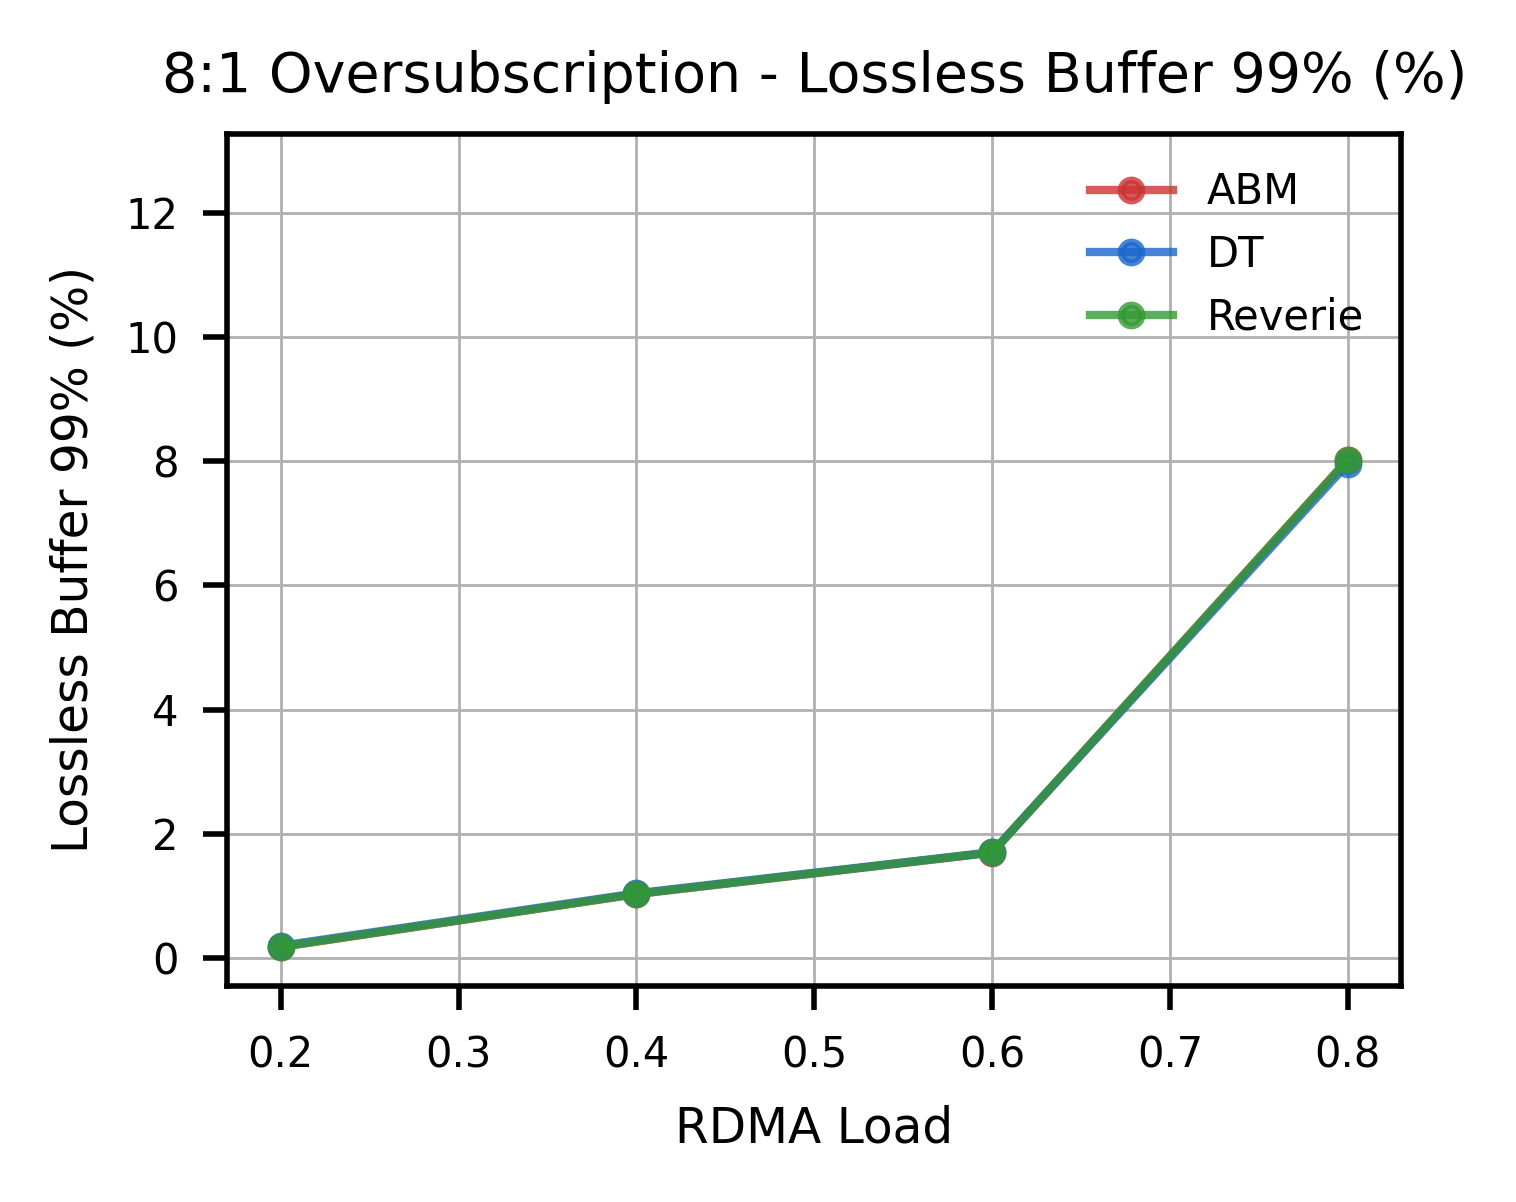 8:1 Oversubscription - Lossless Buffer 99% (%)
Lossless Buffer 99% (%)
12
10
8
6
4
2
0
ABM
DT
Reverie
0.2 0.3 0.4 0.5 0.6 0.7 0.8
RDMA Load